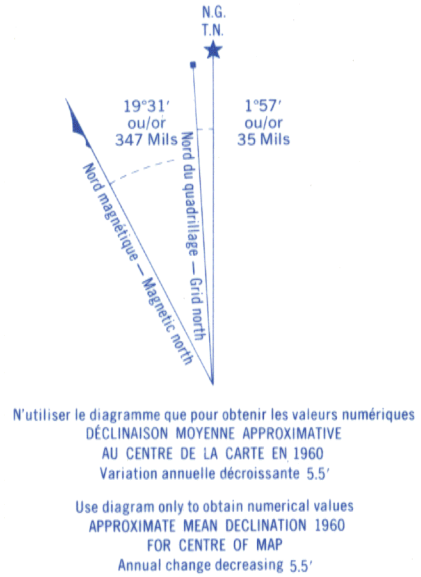 N.G.
T.N.
19°31′
ou/or
347 Mils
1°57′
ou/or
35 Mils
Nord magnétique — Magnetic north
Nord du quadrillage — Grid north
N'utiliser le diagramme que pour obtenir les valeurs numériques
DÉCLINAISON MOYENNE APPROXIMATIVE
AU CENTRE DE LA CARTE EN 1960
Variation annuelle décroissante 5.5′
Use diagram only to obtain numerical values
APPROXIMATE MEAN DECLINATION 1960
FOR CENTRE OF MAP
Annual change decreasing 5.5′